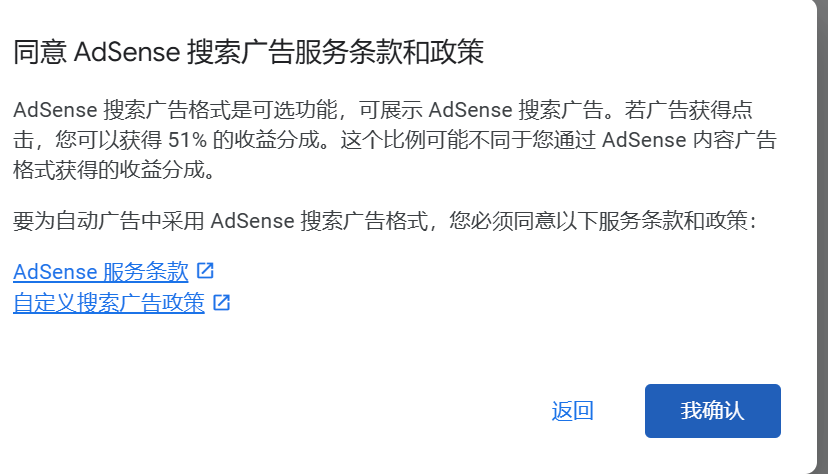 同意 AdSense 搜索广告服务条款和政策
AdSense 搜索广告格式是可选功能，可展示 AdSense 搜索广告。若广告获得点
击，您可以获得 51% 的收益分成。这个比例可能不同于您通过 AdSense 内容广告
格式获得的收益分成。
要为自动广告中采用 AdSense 搜索广告格式，您必须同意以下服务条款和政策：
AdSense 服务条款
自定义搜索广告政策
返回
我确认